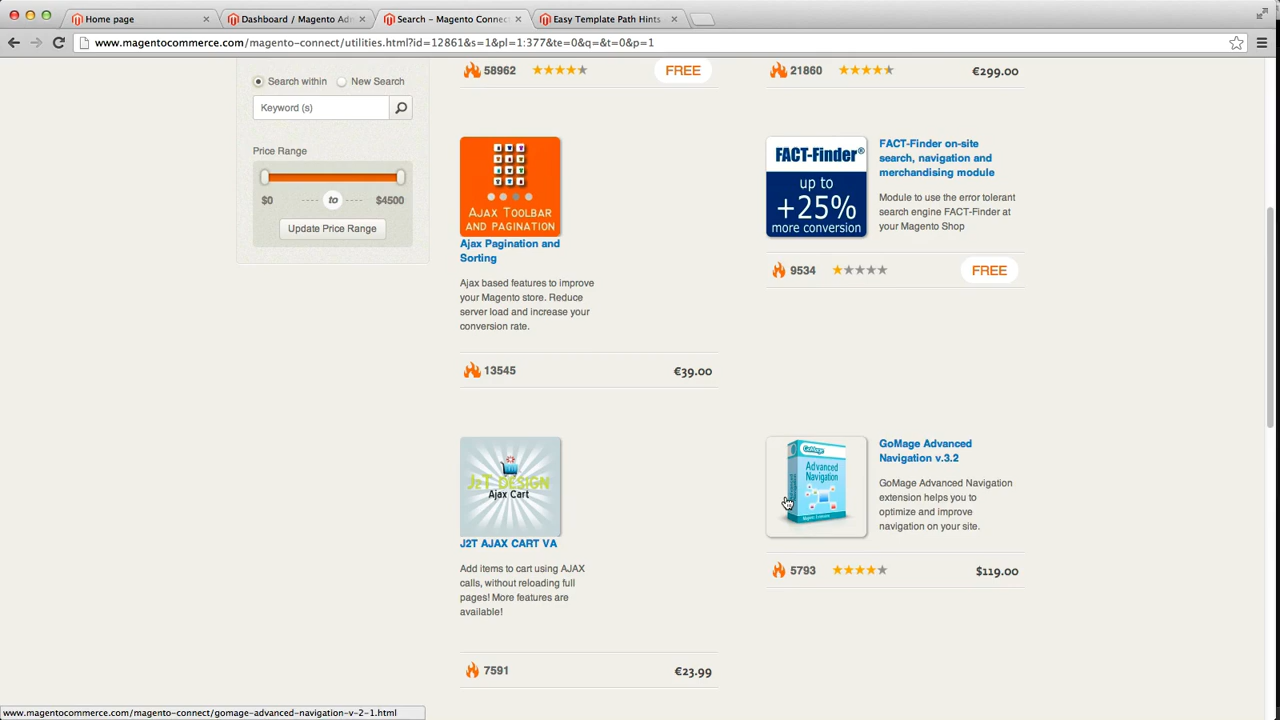 Home page
Dashboard / Magento Adm
Search – Magento Connect
Easy Template Path Hints
www.magentocommerce.com/magento-connect/utilities.html?id=12861&s=1&pl=1:377&te=0&q=&t=0&p=1
Search within New Search
Keyword (s)
Price Range
$0 to $4500
Update Price Range
58962 FREE
21860 €299.00
AJAX TOOLBAR
AND PAGINATION
Ajax Pagination and
Sorting
Ajax based features to improve
your Magento store. Reduce
server load and increase your
conversion rate.
13545 €39.00
FACT-Finder®
up to
+25%
more conversion
FACT-Finder on-site
search, navigation and
merchandising module
Module to use the error tolerant
search engine FACT-Finder at
your Magento Shop
9534 FREE
J2T DESIGN
Ajax Cart
J2T AJAX CART VA
Add items to cart using AJAX
calls, without reloading full
pages! More features are
available!
7591 €23.99
GoMage
Advanced
Navigation
GoMage Advanced
Navigation v.3.2
GoMage Advanced Navigation
extension helps you to
optimize and improve
navigation on your site.
5793 $119.00
www.magentocommerce.com/magento-connect/gomage-advanced-navigation-v-2-1.html